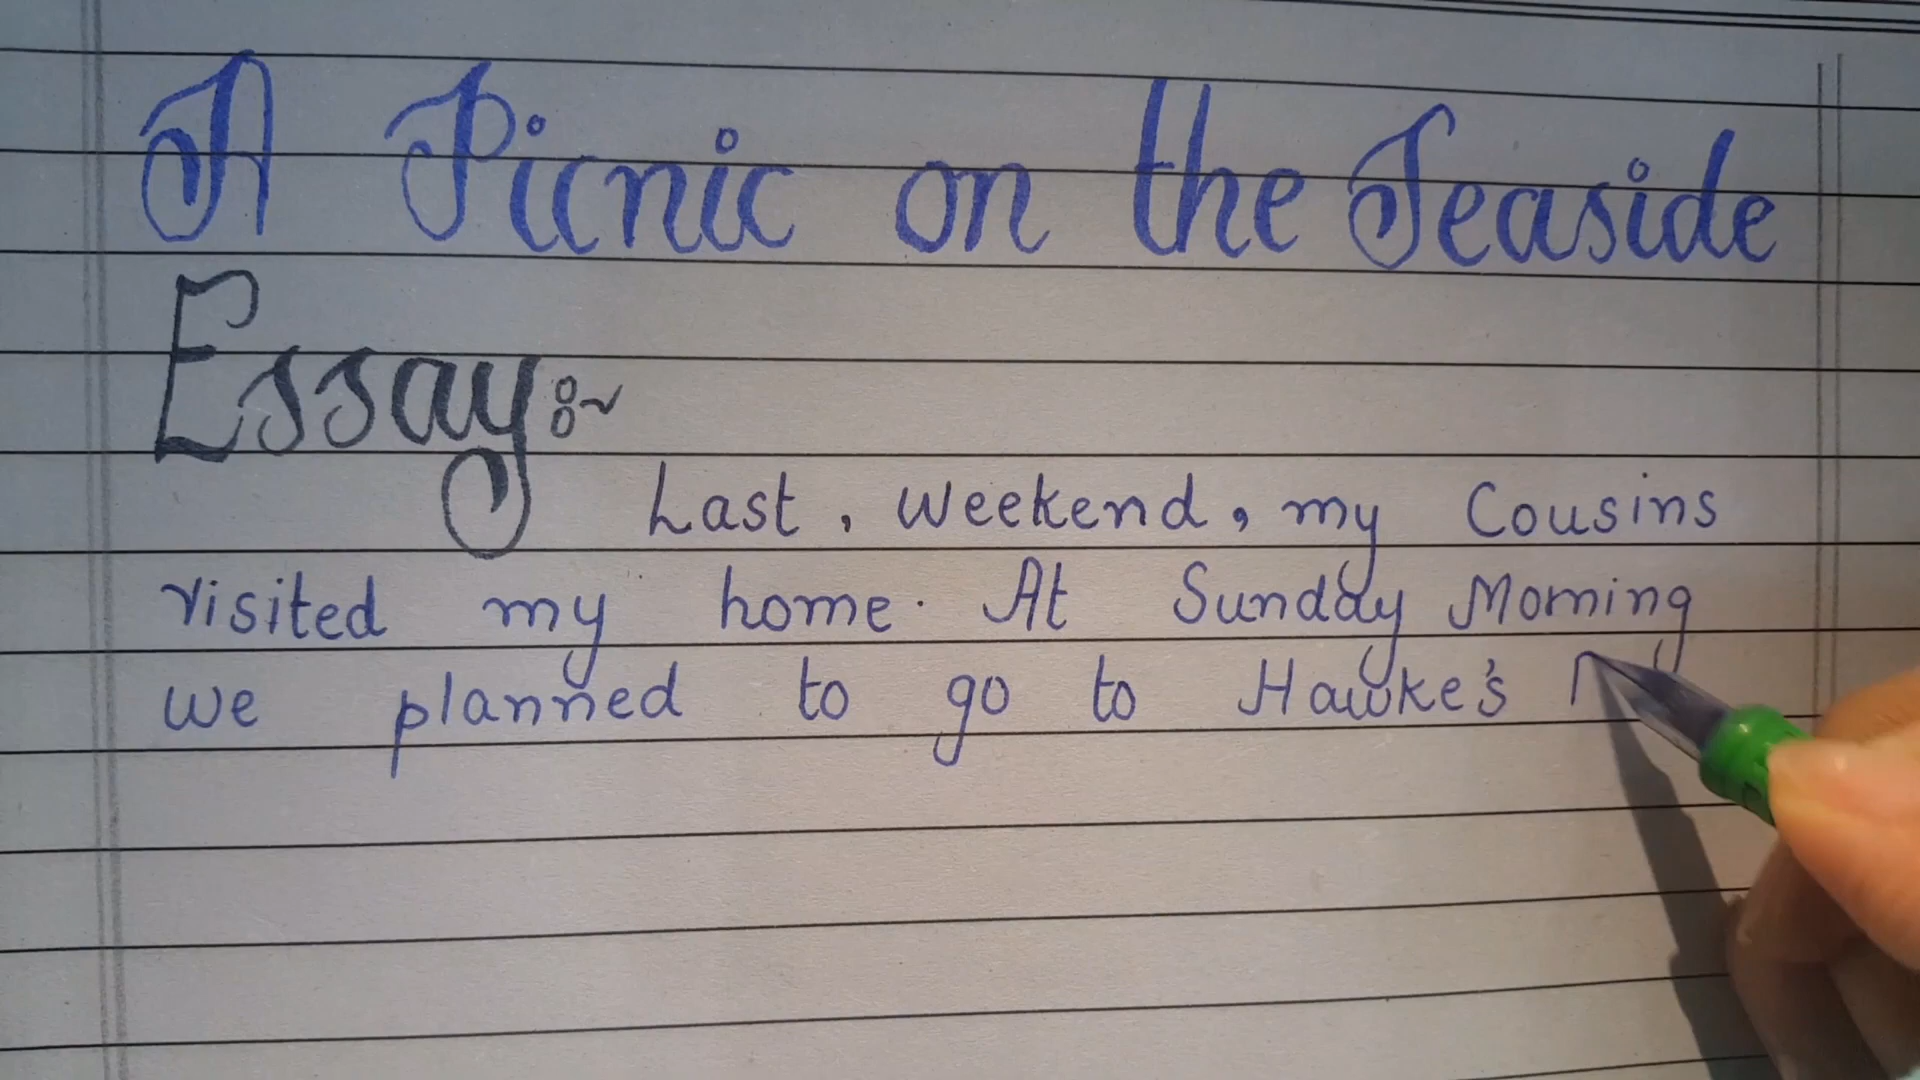 A Picnic on the Seaside
Essay:~
Last, weekend, my Cousins
visited my home. At Sunday Morning
we planned to go to Hawke's